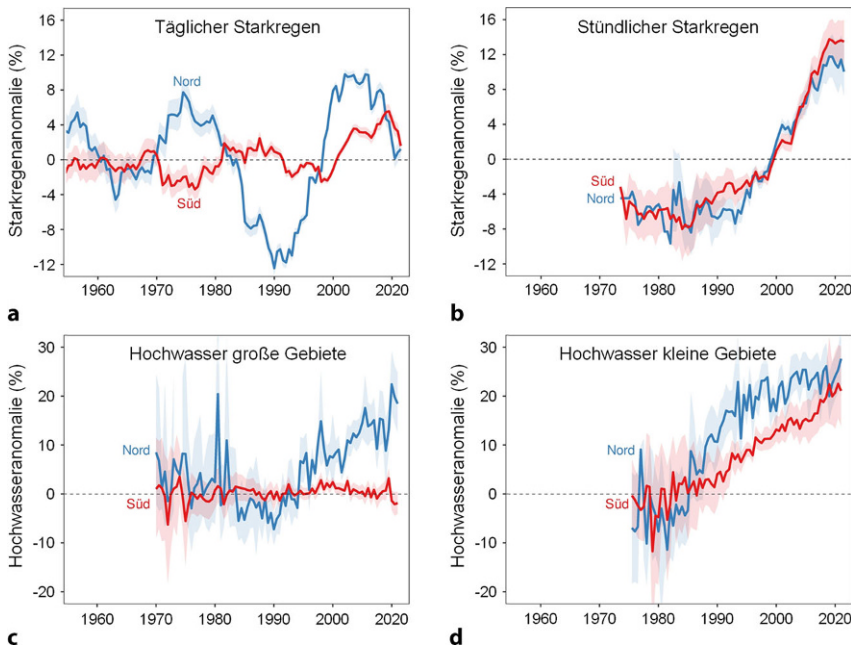 Täglicher Starkregen
Starkregenanomalie (%)
16
12
8
4
0
-4
-8
-12
Nord
Süd
1960 1970 1980 1990 2000 2010 2020
a
Stündlicher Starkregen
Starkregenanomalie (%)
16
12
8
4
0
-4
-8
-12
Süd
Nord
1960 1970 1980 1990 2000 2010 2020
b
Hochwasser große Gebiete
Hochwasseranomalie (%)
30
20
10
0
-10
-20
Nord
Süd
1960 1970 1980 1990 2000 2010 2020
c
Hochwasser kleine Gebiete
Hochwasseranomalie (%)
30
20
10
0
-10
-20
Nord
Süd
1960 1970 1980 1990 2000 2010 2020
d